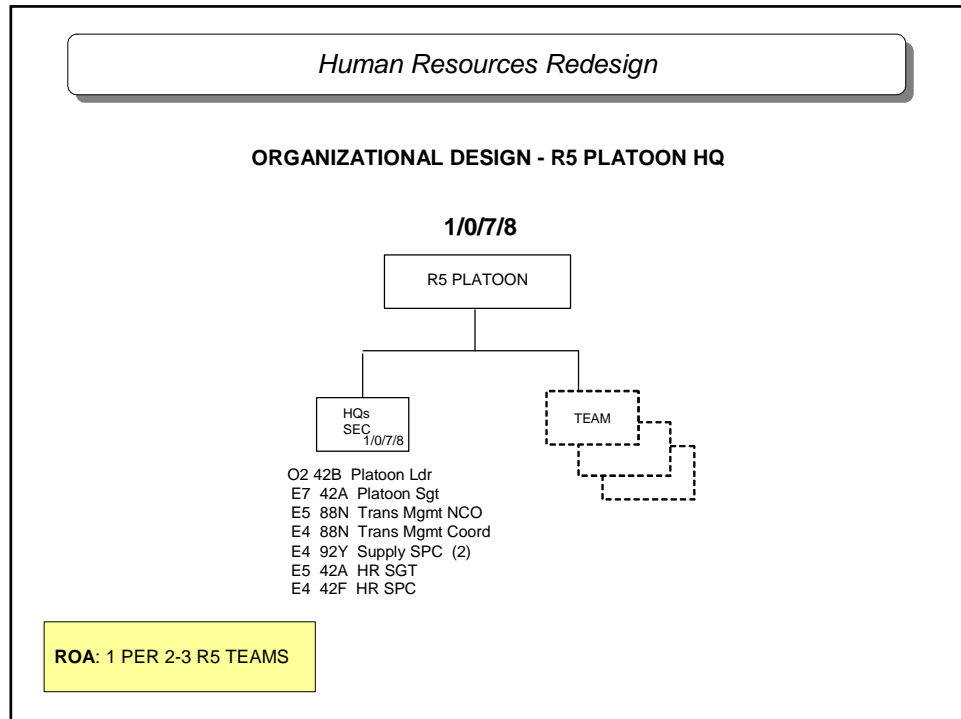 Human Resources Redesign
ORGANIZATIONAL DESIGN - R5 PLATOON HQ
1/0/7/8
R5 PLATOON
HQs
SEC
1/0/7/8
TEAM
O2 42B Platoon Ldr
E7 42A Platoon Sgt
E5 88N Trans Mgmt NCO
E4 88N Trans Mgmt Coord
E4 92Y Supply SPC (2)
E5 42A HR SGT
E4 42F HR SPC
ROA: 1 PER 2-3 R5 TEAMS